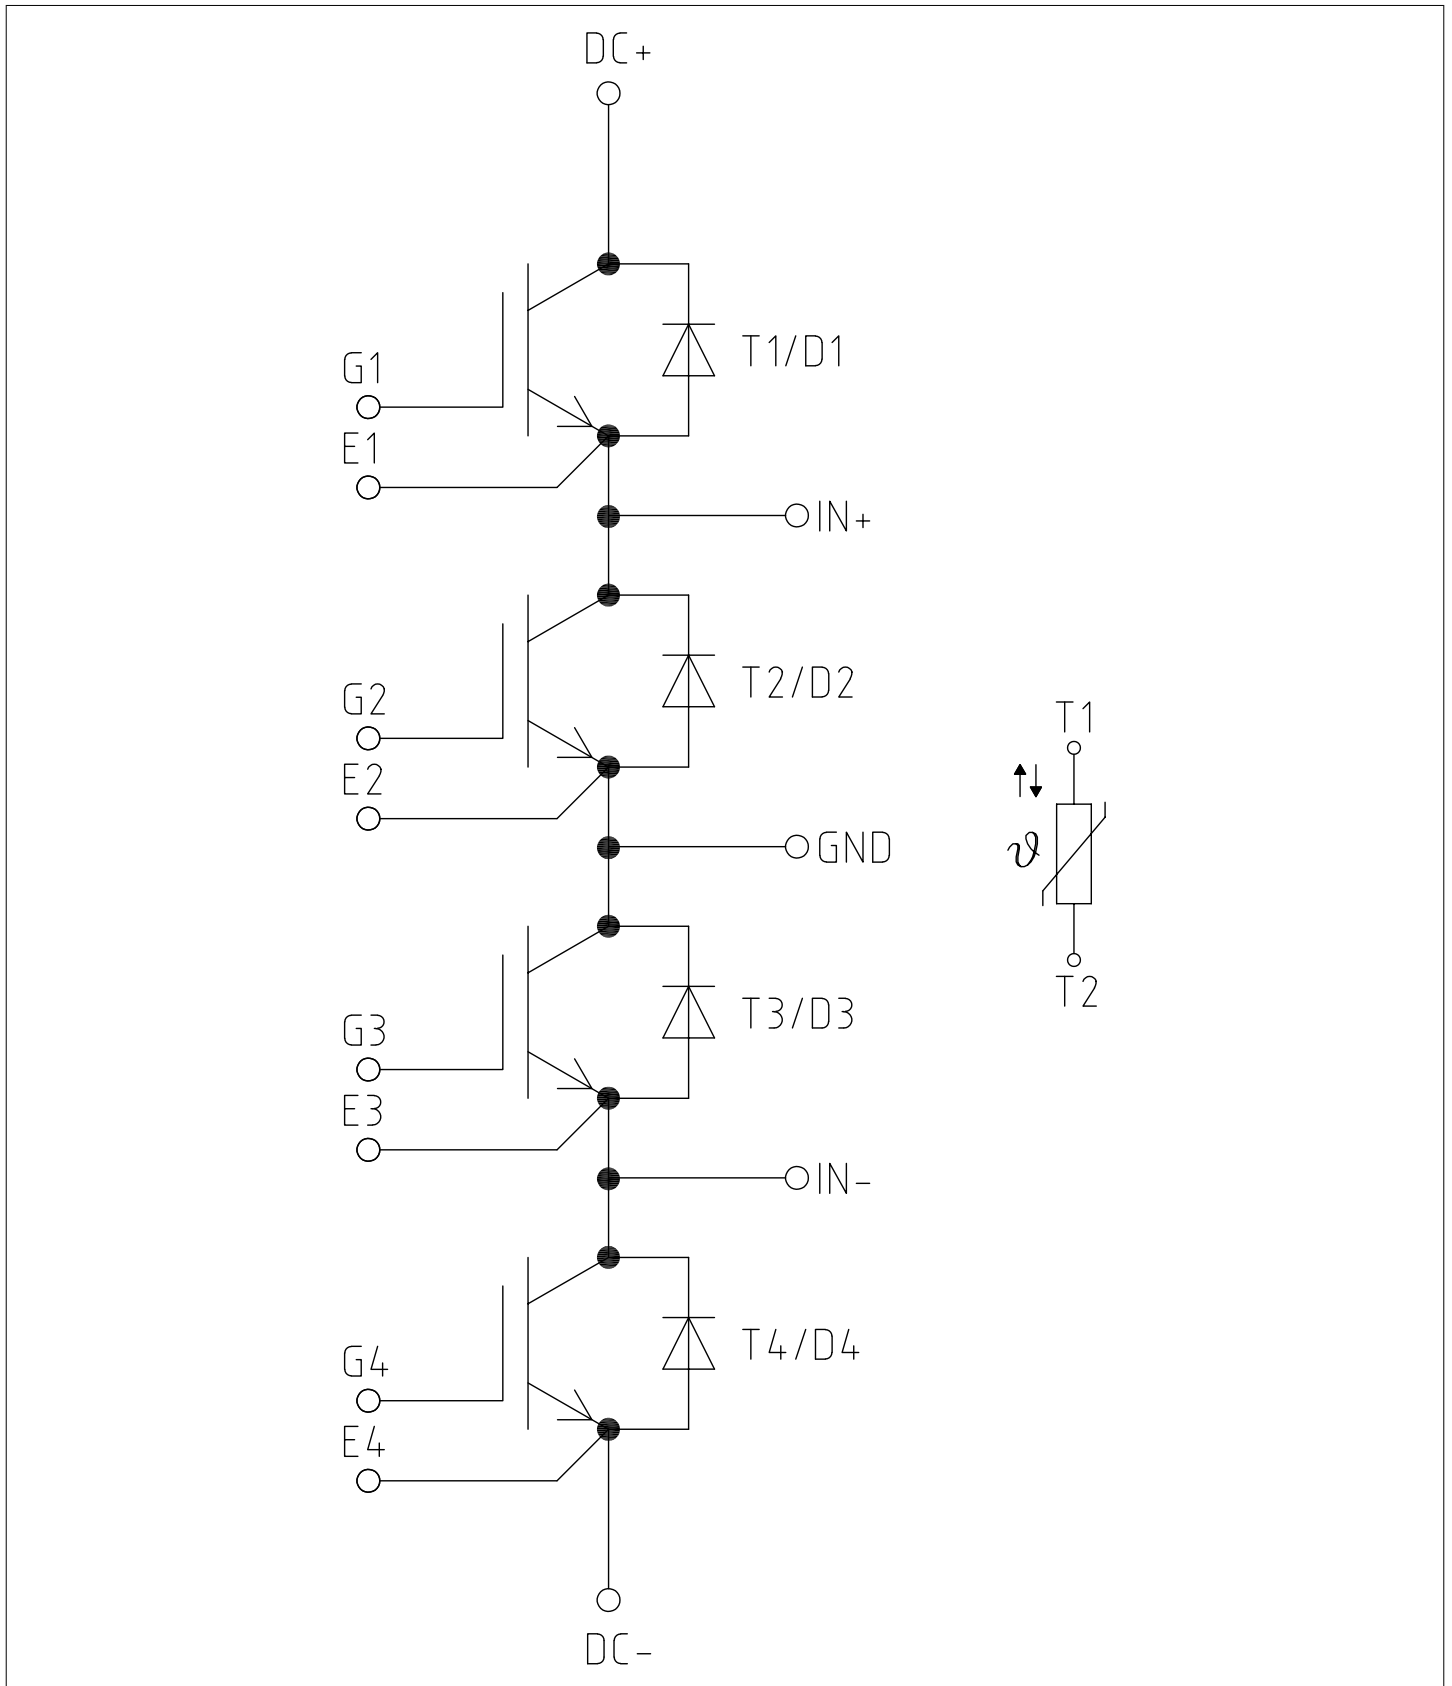 DC+
T1/D1
G1
E1
IN+
T2/D2
G2
E2
GND
T1
ϑ
T2
T3/D3
G3
E3
IN-
T4/D4
G4
E4
DC-